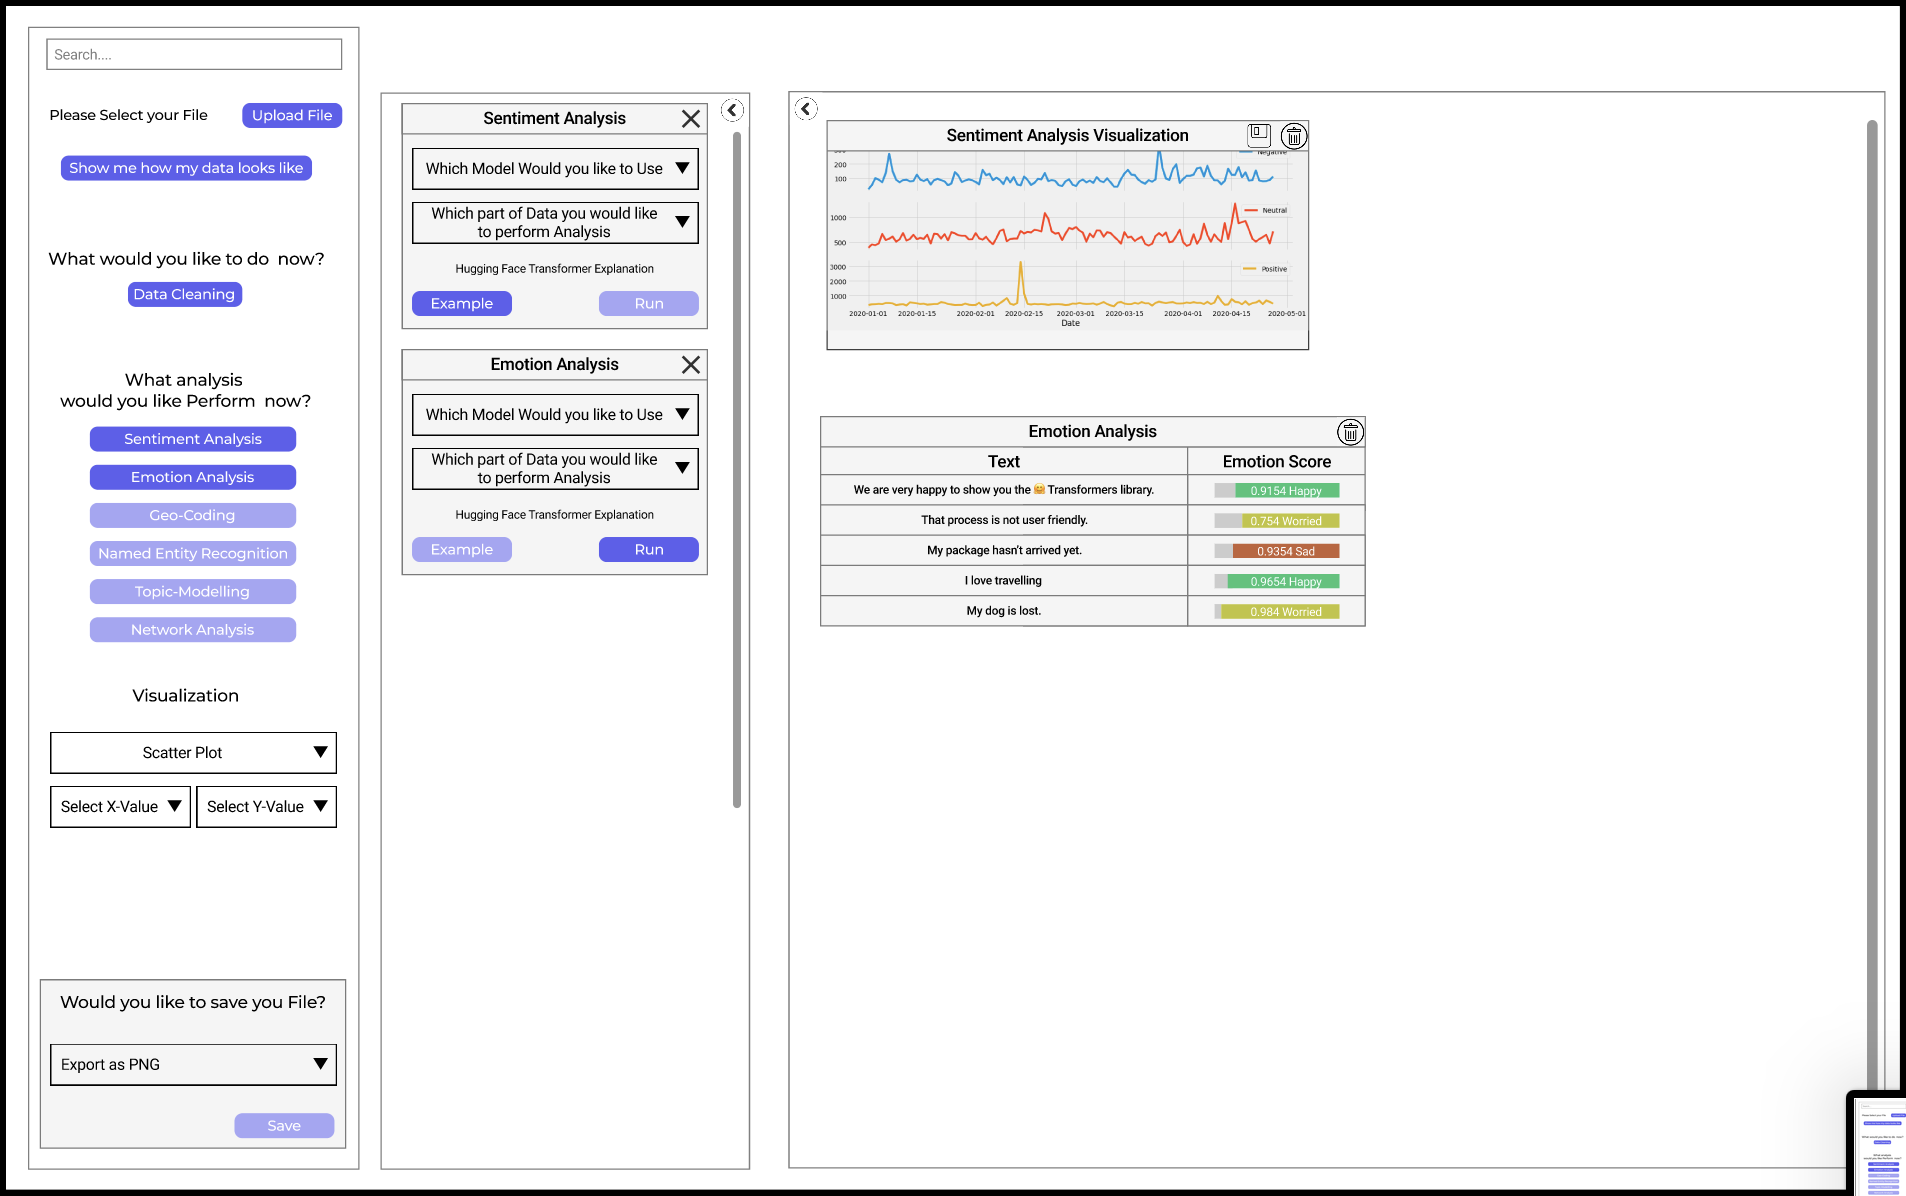 Search....
Please Select your File
Upload File
Show me how my data looks like
What would you like to do now?
Data Cleaning
What analysis
would you like Perform now?
Sentiment Analysis
Emotion Analysis
Geo-Coding
Named Entity Recognition
Topic-Modelling
Network Analysis
Visualization
Scatter Plot
Select X-Value
Select Y-Value
Would you like to save you File?
Export as PNG
Save
Sentiment Analysis
Which Model Would you like to Use
Which part of Data you would like
to perform Analysis
Hugging Face Transformer Explanation
Example
Run
Emotion Analysis
Which Model Would you like to Use
Which part of Data you would like
to perform Analysis
Hugging Face Transformer Explanation
Example
Run
Sentiment Analysis Visualization
Negative
200
100
Neutral
1000
500
Positive
3000
2000
1000
2020-01-01 2020-01-15 2020-02-01 2020-02-15 2020-03-01 2020-03-15 2020-04-01 2020-04-15 2020-05-01
Date
Emotion Analysis
Text Emotion Score
We are very happy to show you the 🤗 Transformers library. 0.9154 Happy
That process is not user friendly. 0.754 Worried
My package hasn't arrived yet. 0.9354 Sad
I love travelling 0.9654 Happy
My dog is lost. 0.984 Worried